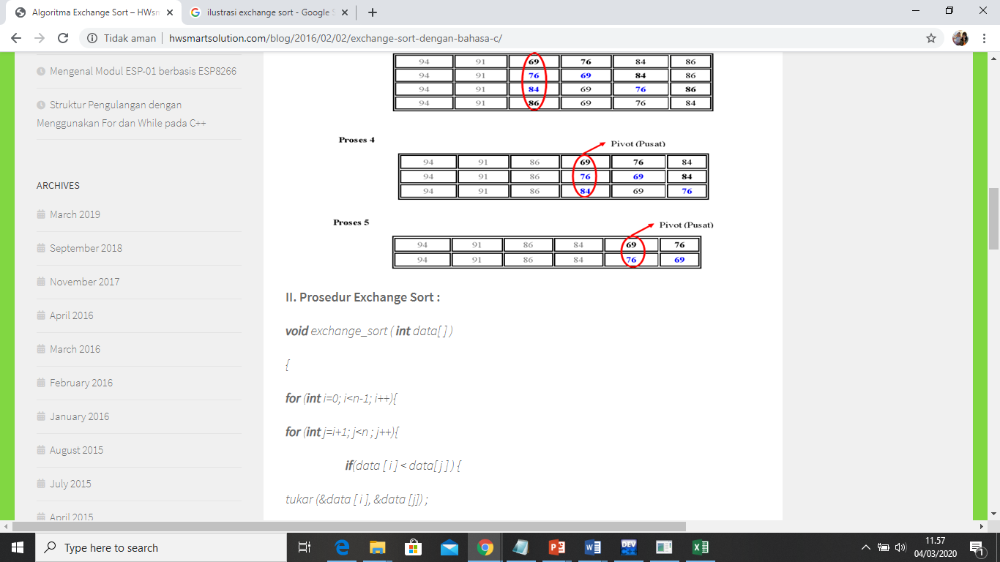 Algoritma Exchange Sort – HWsn
ilustrasi exchange sort - Google S
Tidak aman
hwsmartsolution.com/blog/2016/02/02/exchange-sort-dengan-bahasa-c/
Mengenal Modul ESP-01 berbasis ESP8266
Struktur Pengulangan dengan
Menggunakan For dan While pada C++
ARCHIVES
March 2019
September 2018
November 2017
April 2016
March 2016
February 2016
January 2016
August 2015
July 2015
April 2015
94 91 69 76 84 86
94 91 76 69 84 86
94 91 84 69 76 86
94 91 86 69 76 84
Proses 4
Pivot (Pusat)
94 91 86 69 76 84
94 91 86 76 69 84
94 91 86 84 69 76
Proses 5
Pivot (Pusat)
94 91 86 84 69 76
94 91 86 84 76 69
II. Prosedur Exchange Sort :
void exchange_sort ( int data[ ] )
{
for (int i=0; i<n-1; i++){
for (int j=i+1; j<n ; j++){
if(data [ i ] < data[ j ] ) {
tukar (&data [ i ], &data [j]) ;
Type here to search
DEV
11.57
04/03/2020
1